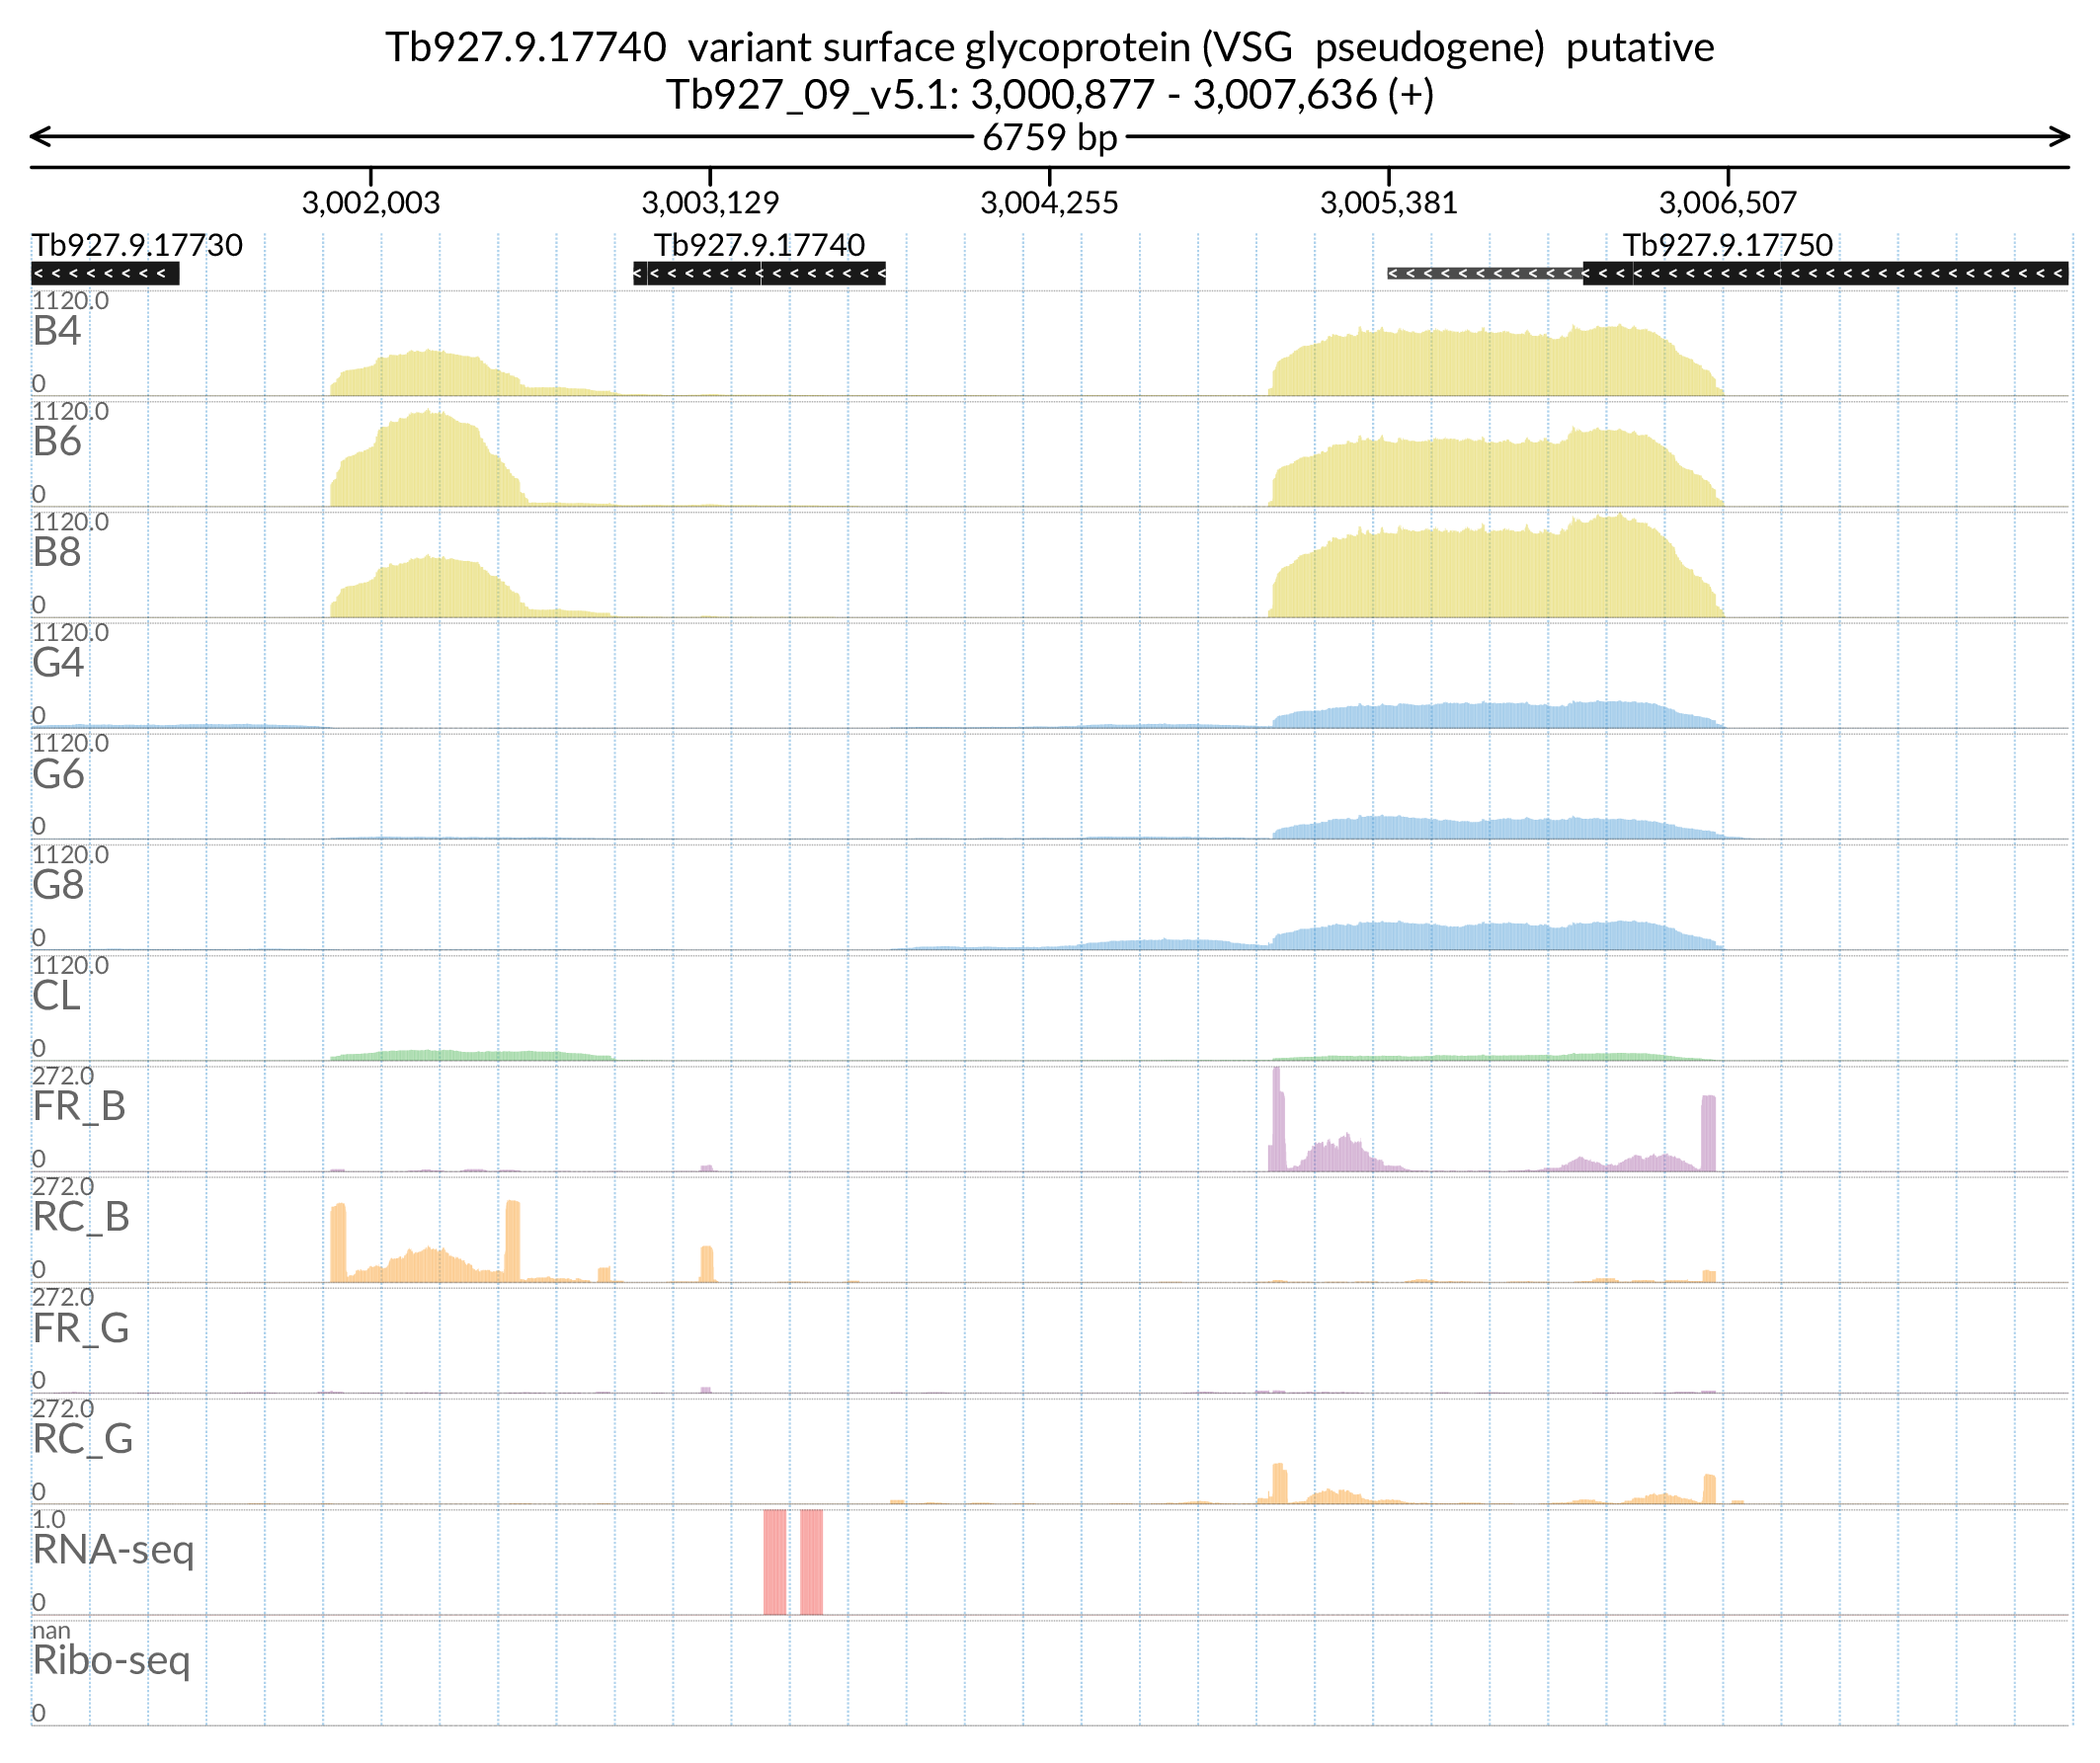 Tb927.9.17740  variant surface glycoprotein (VSG  pseudogene)  putative
Tb927_09_v5.1: 3,000,877 - 3,007,636 (+)
6759 bp
3,002,003 3,003,129 3,004,255 3,005,381 3,006,507
Tb927.9.17730 Tb927.9.17740 Tb927.9.17750
1120.0
B4
0
1120.0
B6
0
1120.0
B8
0
1120.0
G4
0
1120.0
G6
0
1120.0
G8
0
1120.0
CL
0
272.0
FR_B
0
272.0
RC_B
0
272.0
FR_G
0
272.0
RC_G
0
1.0
RNA-seq
0
nan
Ribo-seq
0